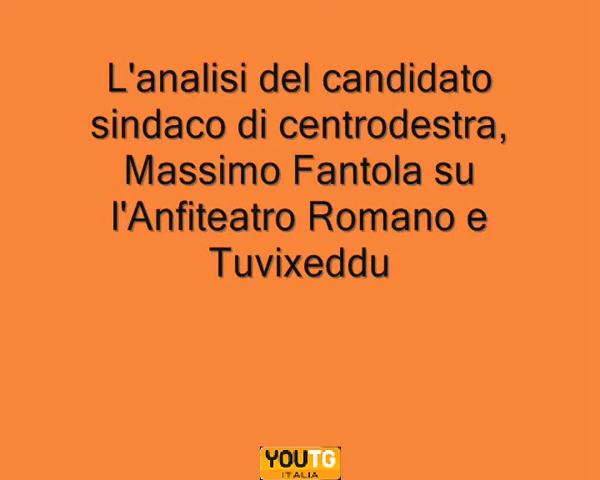 L'analisi del candidato
sindaco di centrodestra,
Massimo Fantola su
l'Anfiteatro Romano e
Tuvixeddu
YOUTG
ITALIA